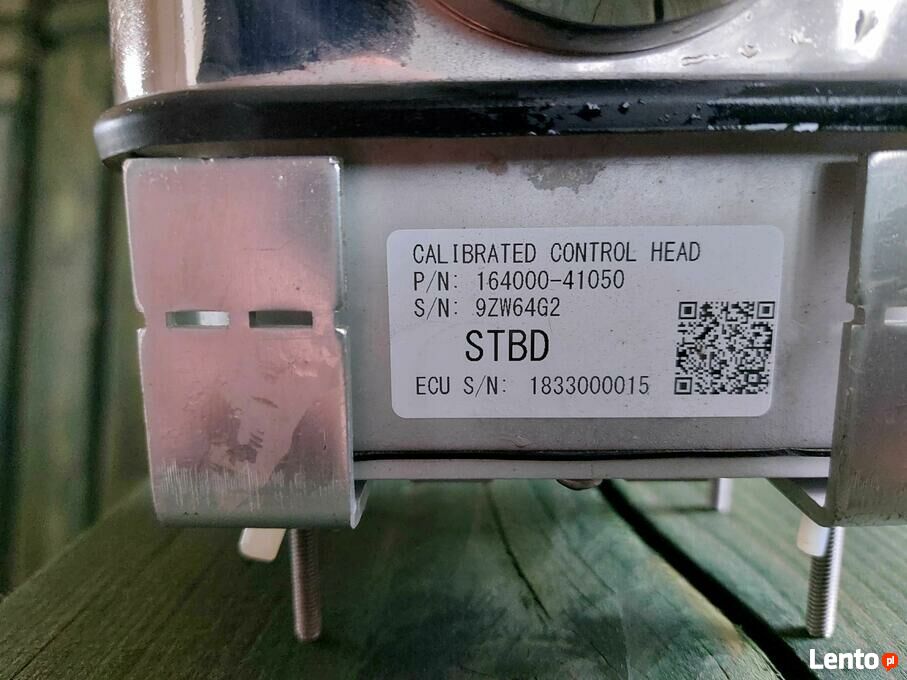 CALIBRATED CONTROL HEAD
P/N: 164000-41050
S/N: 9ZW64G2
STBD
ECU S/N: 1833000015
Lento.pl